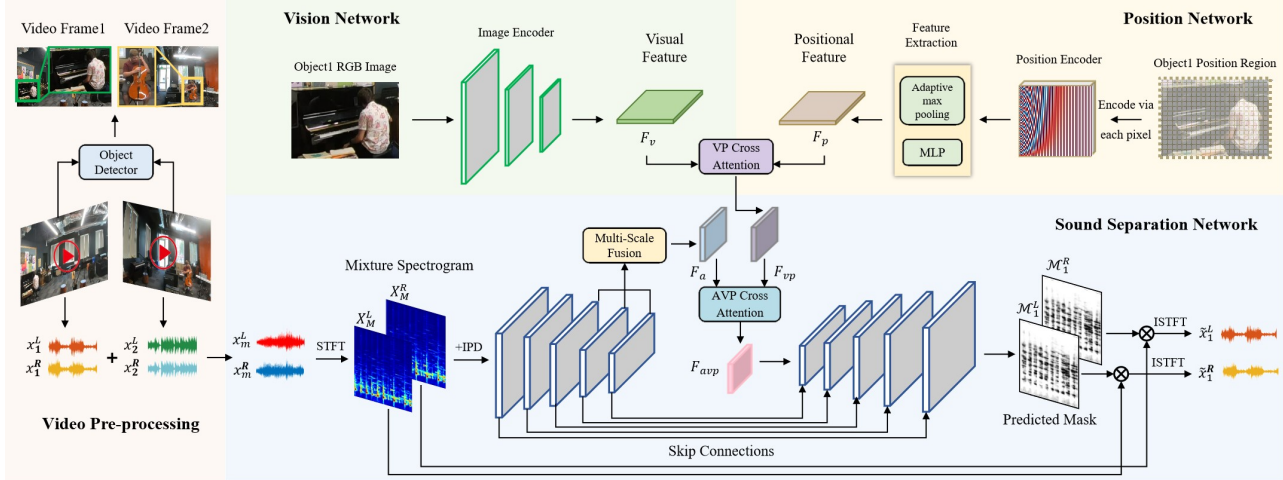 Video Frame1
Video Frame2
Object
Detector
x_1^L
x_1^R
+
x_2^L
x_2^R
Video Pre-processing
Vision Network
Object1 RGB Image
Image Encoder
Visual
Feature
F_v
Position Network
Positional
Feature
F_p
Feature
Extraction
Adaptive
max
pooling
MLP
Position Encoder
Encode via
each pixel
Object1 Position Region
VP Cross
Attention
Sound Separation Network
x_m^L
x_m^R
STFT
Mixture Spectrogram
X_M^L
X_M^R
+IPD
Multi-Scale
Fusion
F_a
F_vp
AVP Cross
Attention
F_avp
Skip Connections
ℳ_1^R
ℳ_1^L
Predicted Mask
ISTFT
x̃_1^L
ISTFT
x̃_1^R